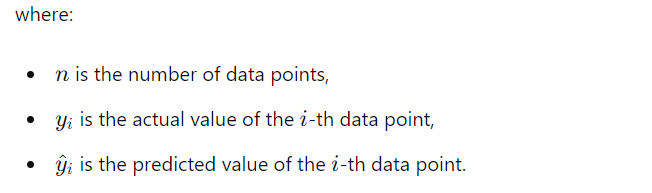 where:
• n is the number of data points,
• yᵢ is the actual value of the i-th data point,
• ŷᵢ is the predicted value of the i-th data point.